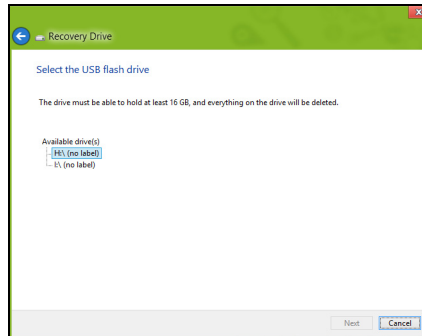 Recovery Drive
Select the USB flash drive
The drive must be able to hold at least 16 GB, and everything on the drive will be deleted.
Available drive(s)
H:\ (no label)
I:\ (no label)
Next
Cancel